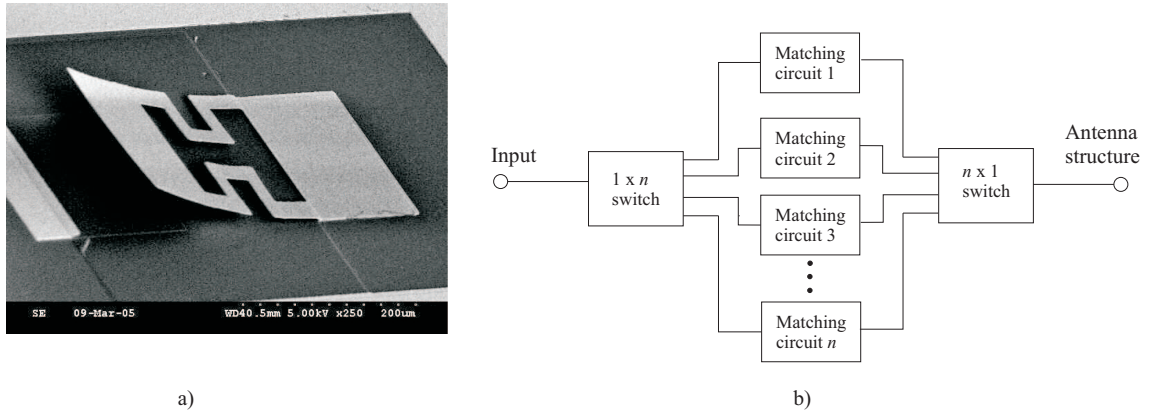 SE 09-Mar-05 WD40.5mm 5.00kV x250 200um
a)
Input
1 x n
switch
Matching
circuit 1
Matching
circuit 2
Matching
circuit 3
Matching
circuit n
n x 1
switch
Antenna
structure
b)